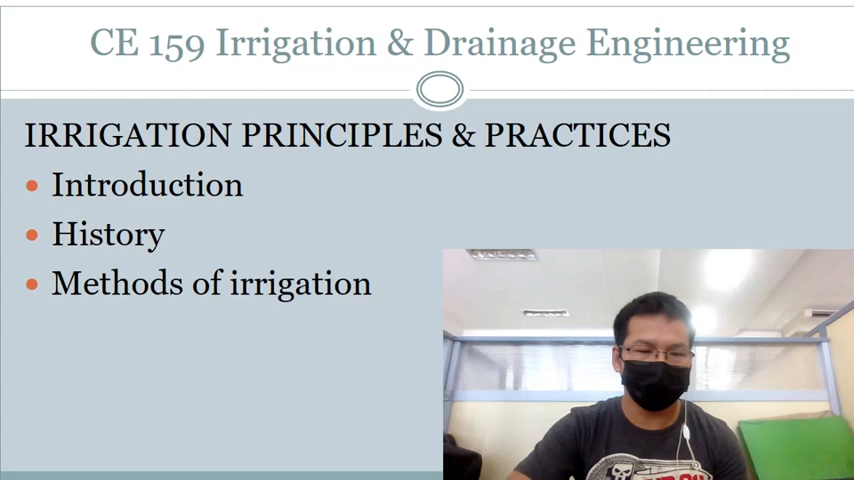 CE 159 Irrigation & Drainage Engineering
IRRIGATION PRINCIPLES & PRACTICES
Introduction
History
Methods of irrigation